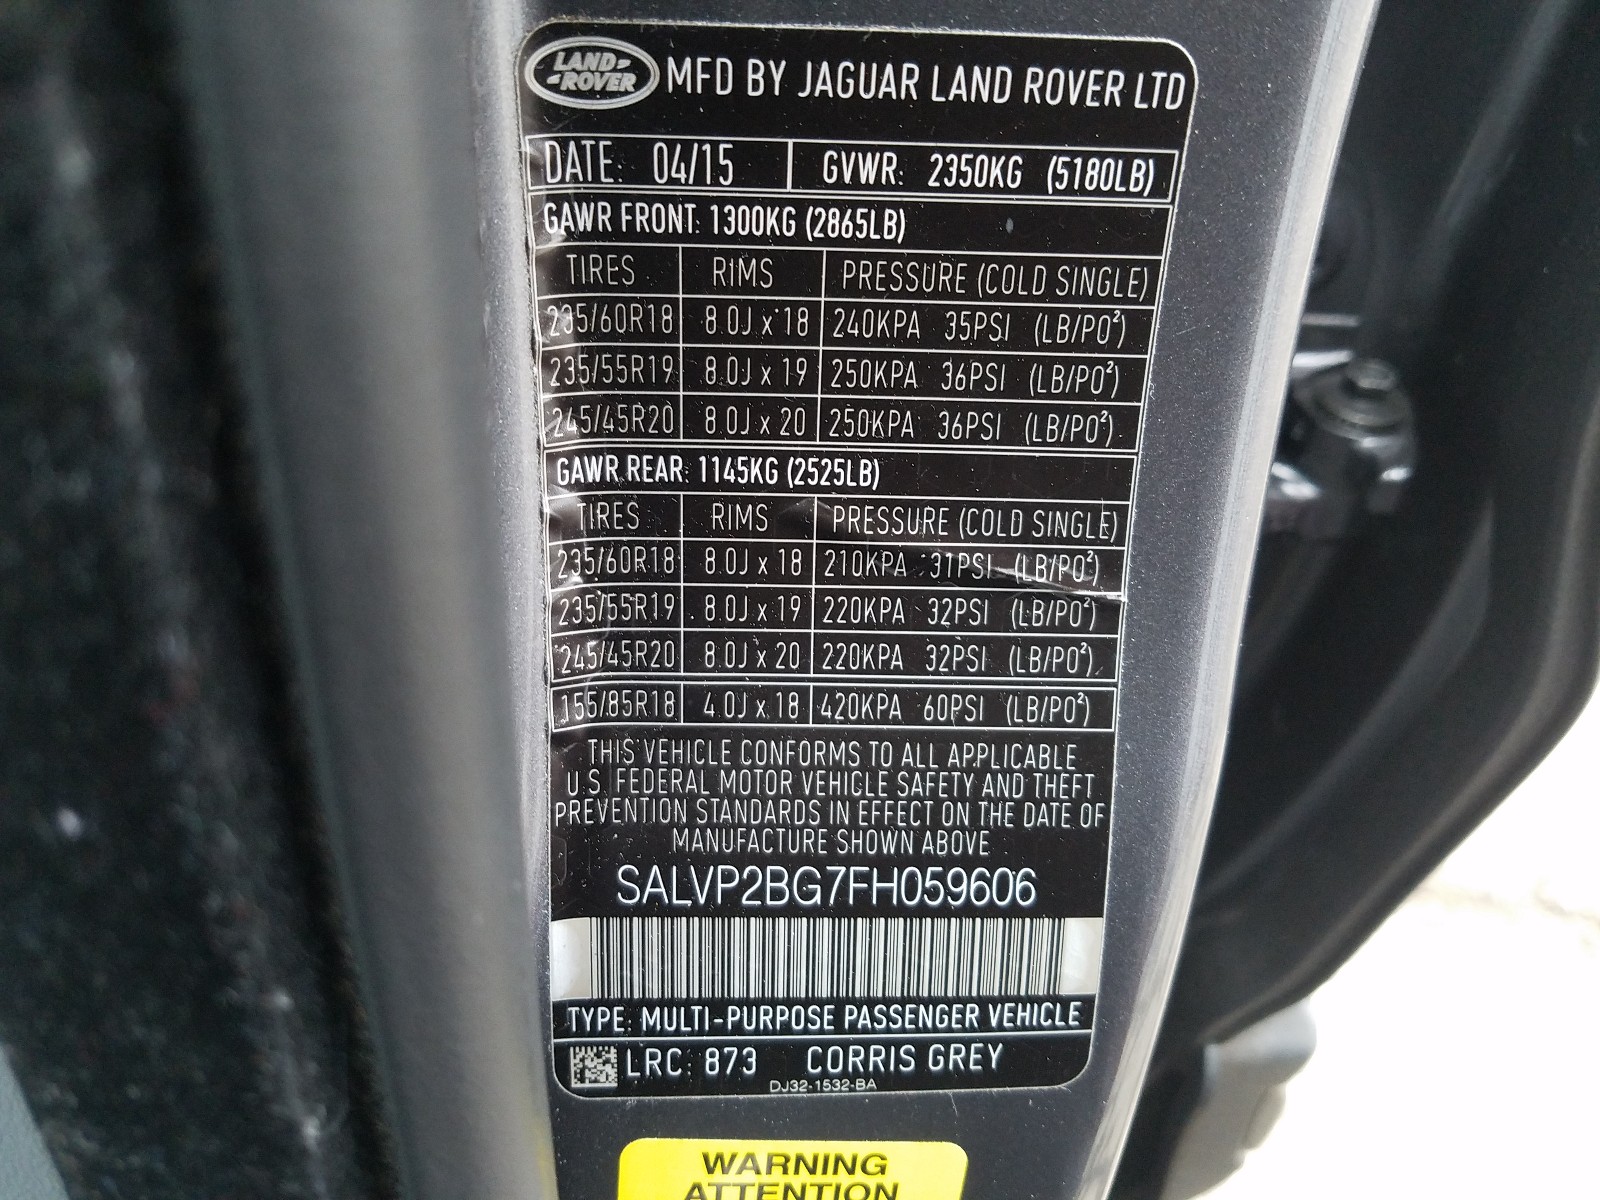 LAND ROVER MFD BY JAGUAR LAND ROVER LTD
DATE: 04/15 GVWR: 2350KG (5180LB)
GAWR FRONT: 1300KG (2865LB)
TIRES RIMS PRESSURE (COLD SINGLE)
235/60R18 8.0J x 18 240KPA 35PSI (LB/PO²)
235/55R19 8.0J x 19 250KPA 36PSI (LB/PO²)
245/45R20 8.0J x 20 250KPA 36PSI (LB/PO²)
GAWR REAR: 1145KG (2525LB)
TIRES RIMS PRESSURE (COLD SINGLE)
235/60R18 8.0J x 18 210KPA 31PSI (LB/PO²)
235/55R19 8.0J x 19 220KPA 32PSI (LB/PO²)
245/45R20 8.0J x 20 220KPA 32PSI (LB/PO²)
155/85R18 4.0J x 18 420KPA 60PSI (LB/PO²)
THIS VEHICLE CONFORMS TO ALL APPLICABLE
U.S. FEDERAL MOTOR VEHICLE SAFETY AND THEFT
PREVENTION STANDARDS IN EFFECT ON THE DATE OF
MANUFACTURE SHOWN ABOVE
SALVP2BG7FH059606
TYPE: MULTI-PURPOSE PASSENGER VEHICLE
LRC: 873 CORRIS GREY
DJ32-1532-BA
WARNING
ATTENTION